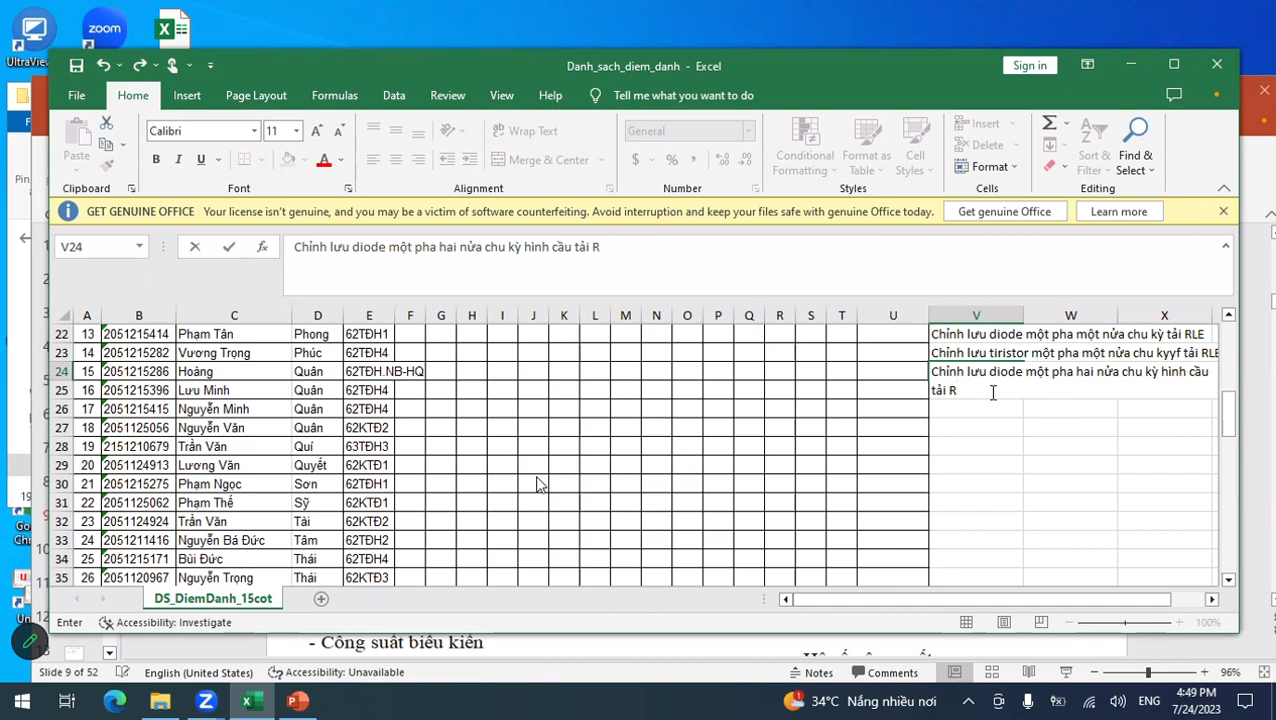 UltraView
zoom
Danh_sach_diem_danh - Excel
Sign in
File Home Insert Page Layout Formulas Data Review View Help Tell me what you want to do
Paste
Calibri 11
B I U
Wrap Text
Merge & Center
General
$ % ,
Conditional Formatting
Format as Table
Cell Styles
Insert
Delete
Format
Sort & Filter
Find & Select
Clipboard Font Alignment Number Styles Cells Editing
GET GENUINE OFFICE Your license isn't genuine, and you may be a victim of software counterfeiting. Avoid interruption and keep your files safe with genuine Office today. Get genuine Office Learn more
V24 fx Chỉnh lưu diode một pha hai nửa chu kỳ hình cầu tải R
A B C D E F G H I J K L M N O P Q R S T U V W X
22 13 2051215414 Phạm Tân Phong 62TĐH1 Chỉnh lưu diode một pha một nửa chu kỳ tải RLE
23 14 2051215282 Vương Trọng Phúc 62TĐH4 Chỉnh lưu tiristor một pha một nửa chu kyyf tải RLE
24 15 2051215286 Hoàng Quân 62TĐH.NB-HQ Chỉnh lưu diode một pha hai nửa chu kỳ hình cầu
25 16 2051215396 Lưu Minh Quân 62TĐH4 tải R
26 17 2051215415 Nguyễn Minh Quân 62TĐH4
27 18 2051125056 Nguyễn Văn Quân 62KTĐ2
28 19 2151210679 Trần Văn Quí 63TĐH3
29 20 2051124913 Lương Văn Quyết 62KTĐ1
30 21 2051215275 Phạm Ngọc Sơn 62TĐH1
31 22 2051125062 Phạm Thế Sỹ 62KTĐ1
32 23 2051124924 Trần Văn Tài 62KTĐ2
33 24 2051211416 Nguyễn Bá Đức Tâm 62TĐH2
34 25 2051215171 Bùi Đức Thái 62TĐH4
35 26 2051120967 Nguyễn Trọng Thái 62KTĐ3
DS_DiemDanh_15cot
Enter Accessibility: Investigate 100%
- Công suất biểu kiến
Slide 9 of 52 English (United States) Accessibility: Unavailable Notes Comments 96%
34°C Nắng nhiều nơi
4:49 PM
7/24/2023